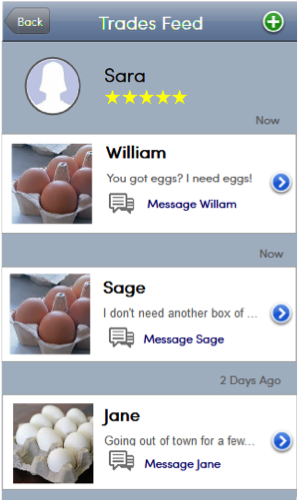 Back
Trades Feed
Sara
Now
William
You got eggs? I need eggs!
Message Willam
Now
Sage
I don't need another box of ...
Message Sage
2 Days Ago
Jane
Going out of town for a few...
Message Jane